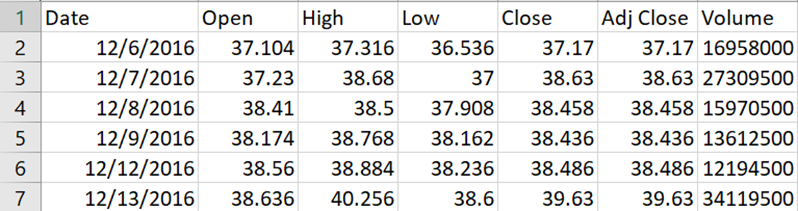 1 Date Open High Low Close Adj Close Volume
2 12/6/2016 37.104 37.316 36.536 37.17 37.17 16958000
3 12/7/2016 37.23 38.68 37 38.63 38.63 27309500
4 12/8/2016 38.41 38.5 37.908 38.458 38.458 15970500
5 12/9/2016 38.174 38.768 38.162 38.436 38.436 13612500
6 12/12/2016 38.56 38.884 38.236 38.486 38.486 12194500
7 12/13/2016 38.636 40.256 38.6 39.63 39.63 34119500